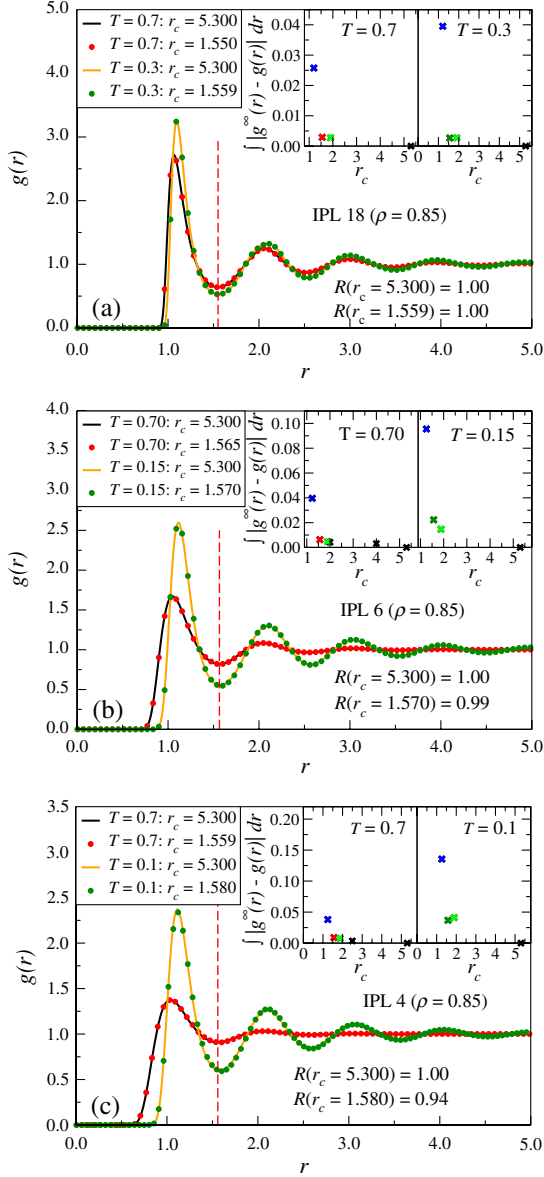 T = 0.7: r_c = 5.300
T = 0.7: r_c = 1.550
T = 0.3: r_c = 5.300
T = 0.3: r_c = 1.559
T = 0.7
T = 0.3
∫ |g^∞(r) - g(r)| dr
0.04
0.03
0.02
0.01
0.00
1 2 3 4 5 0 1 2 3 4 5
r_c r_c
g(r)
5.0
4.0
3.0
2.0
1.0
0.0
IPL 18 (ρ = 0.85)
R(r_c = 5.300) = 1.00
R(r_c = 1.559) = 1.00
(a)
0.0 1.0 2.0 3.0 4.0 5.0
r
T = 0.70: r_c = 5.300
T = 0.70: r_c = 1.565
T = 0.15: r_c = 5.300
T = 0.15: r_c = 1.570
T = 0.70
T = 0.15
∫ |g^∞(r) - g(r)| dr
0.10
0.08
0.06
0.04
0.02
0.00
1 2 3 4 5 1 2 3 4 5
r_c r_c
g(r)
4.0
3.5
3.0
2.5
2.0
1.5
1.0
0.5
0.0
IPL 6 (ρ = 0.85)
R(r_c = 5.300) = 1.00
R(r_c = 1.570) = 0.99
(b)
0.0 1.0 2.0 3.0 4.0 5.0
r
T = 0.7: r_c = 5.300
T = 0.7: r_c = 1.559
T = 0.1: r_c = 5.300
T = 0.1: r_c = 1.580
T = 0.7
T = 0.1
∫ |g^∞(r) - g(r)| dr
0.20
0.15
0.10
0.05
0.00
0 1 2 3 4 5 0 1 2 3 4 5
r_c r_c
g(r)
3.5
3.0
2.5
2.0
1.5
1.0
0.5
0.0
IPL 4 (ρ = 0.85)
R(r_c = 5.300) = 1.00
R(r_c = 1.580) = 0.94
(c)
0.0 1.0 2.0 3.0 4.0 5.0
r